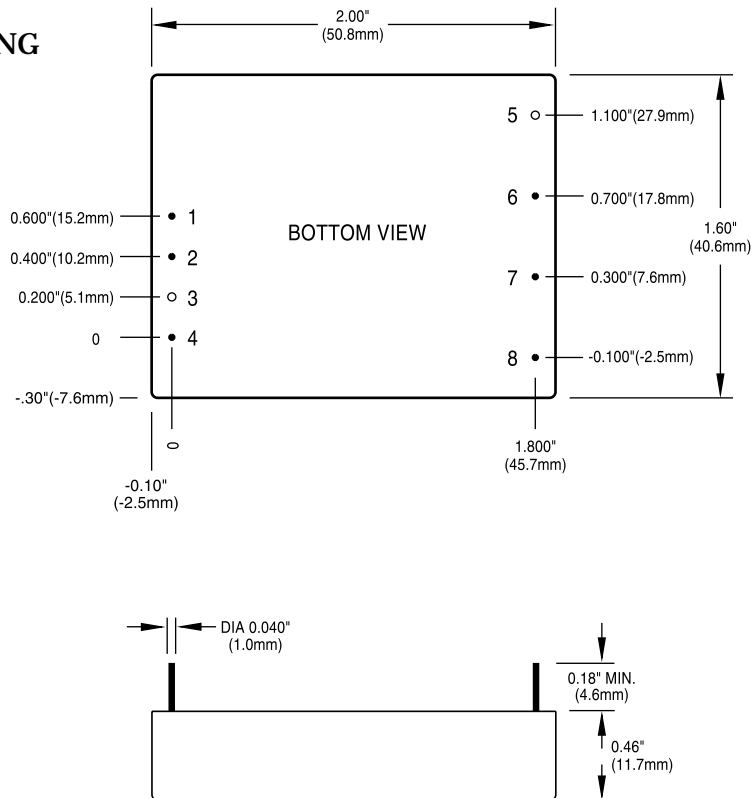 NG
2.00"
(50.8mm)
5
1.100"(27.9mm)
6
0.700"(17.8mm)
0.600"(15.2mm)
1
BOTTOM VIEW
1.60"
(40.6mm)
0.400"(10.2mm)
2
7
0.300"(7.6mm)
0.200"(5.1mm)
3
0
4
8
-0.100"(-2.5mm)
-.30"(-7.6mm)
0
1.800"
(45.7mm)
-0.10"
(-2.5mm)
DIA 0.040"
(1.0mm)
0.18" MIN.
(4.6mm)
0.46"
(11.7mm)